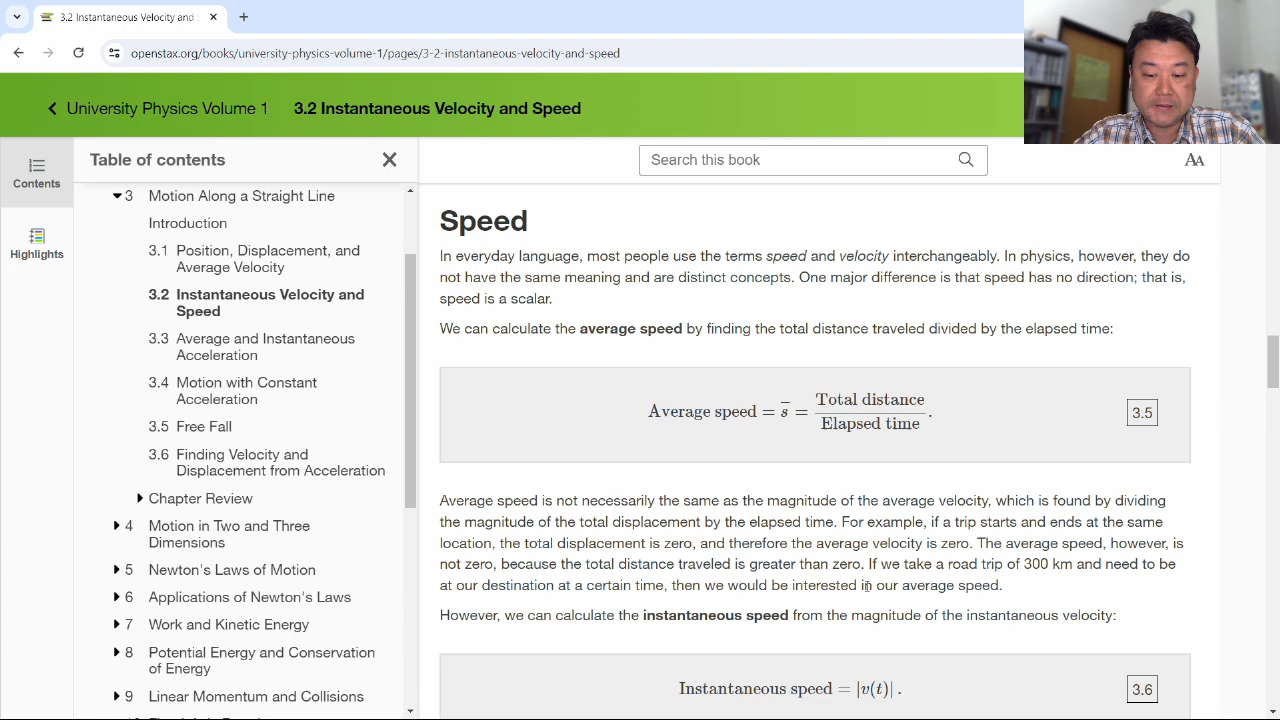 3.2 Instantaneous Velocity and S
openstax.org/books/university-physics-volume-1/pages/3-2-instantaneous-velocity-and-speed
University Physics Volume 1 3.2 Instantaneous Velocity and Speed
Contents
Highlights
Table of contents
3 Motion Along a Straight Line
Introduction
3.1 Position, Displacement, and
Average Velocity
3.2 Instantaneous Velocity and
Speed
3.3 Average and Instantaneous
Acceleration
3.4 Motion with Constant
Acceleration
3.5 Free Fall
3.6 Finding Velocity and
Displacement from Acceleration
Chapter Review
4 Motion in Two and Three
Dimensions
5 Newton's Laws of Motion
6 Applications of Newton's Laws
7 Work and Kinetic Energy
8 Potential Energy and Conservation
of Energy
9 Linear Momentum and Collisions
Search this book
AA
Speed
In everyday language, most people use the terms speed and velocity interchangeably. In physics, however, they do
not have the same meaning and are distinct concepts. One major difference is that speed has no direction; that is,
speed is a scalar.
We can calculate the average speed by finding the total distance traveled divided by the elapsed time:
Average speed = s̄ = Total distance / Elapsed time. 3.5
Average speed is not necessarily the same as the magnitude of the average velocity, which is found by dividing
the magnitude of the total displacement by the elapsed time. For example, if a trip starts and ends at the same
location, the total displacement is zero, and therefore the average velocity is zero. The average speed, however, is
not zero, because the total distance traveled is greater than zero. If we take a road trip of 300 km and need to be
at our destination at a certain time, then we would be interested in our average speed.
However, we can calculate the instantaneous speed from the magnitude of the instantaneous velocity:
Instantaneous speed = |v(t)|. 3.6